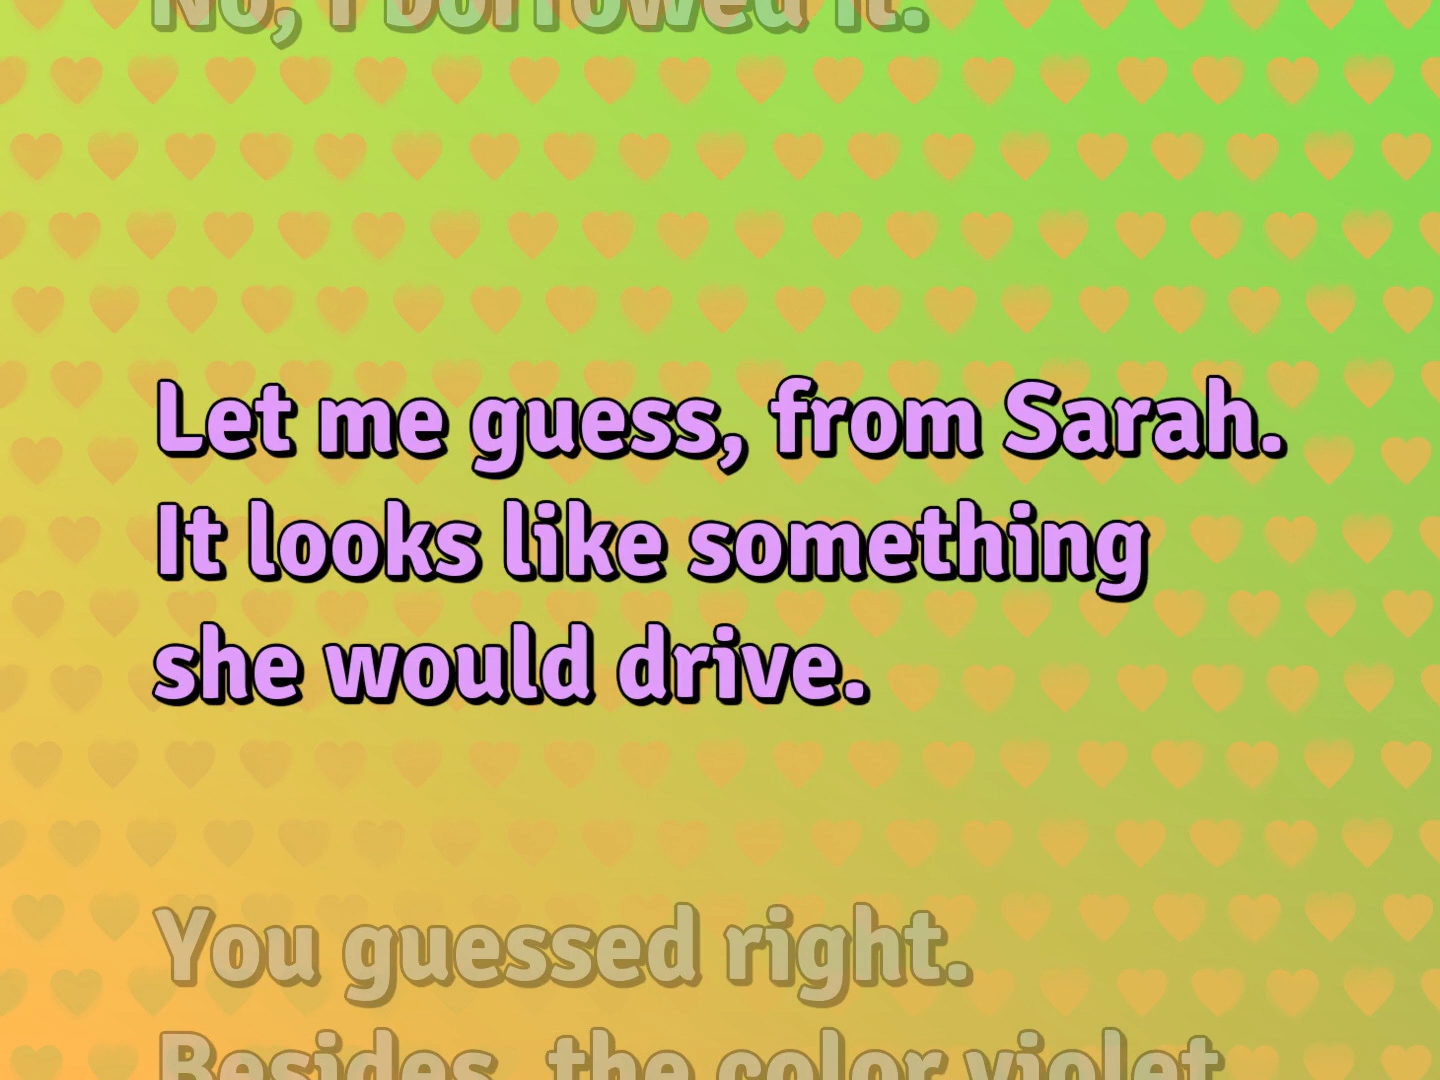 No, I borrowed it.
Let me guess, from Sarah.
It looks like something
she would drive.
You guessed right.
Besides, the color violet